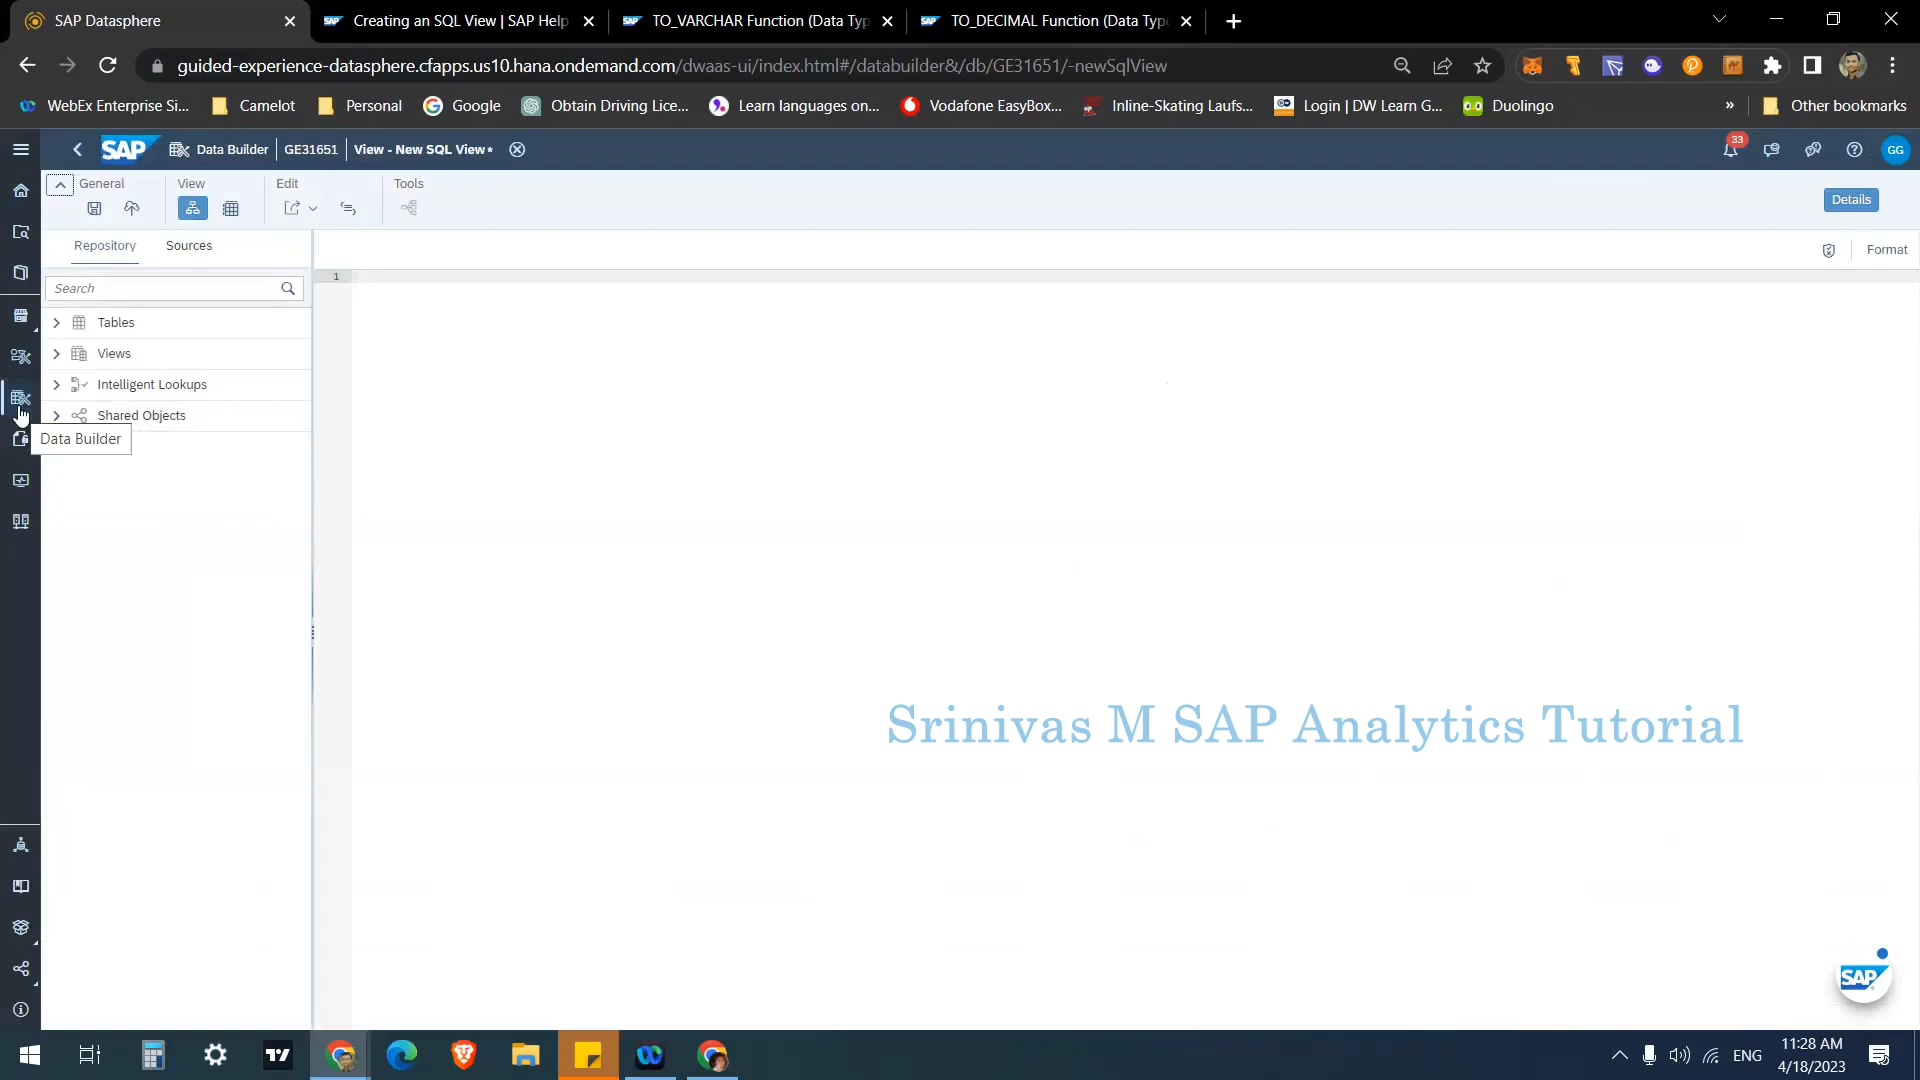 SAP Datasphere
Creating an SQL View | SAP Help
TO_VARCHAR Function (Data Typ
TO_DECIMAL Function (Data Type
guided-experience-datasphere.cfapps.us10.hana.ondemand.com/dwaas-ui/index.html#/databuilder&/db/GE31651/-newSqlView
WebEx Enterprise Si... Camelot Personal Google Obtain Driving Lice... Learn languages on... Vodafone EasyBox... Inline-Skating Laufs... Login | DW Learn G... Duolingo » Other bookmarks
SAP Data Builder GE31651 View - New SQL View* 33 GG
General View Edit Tools
Details
Repository Sources
Format
Search
1
Tables
Views
Intelligent Lookups
Shared Objects
Data Builder
Srinivas M SAP Analytics Tutorial
SAP
ENG
11:28 AM
4/18/2023